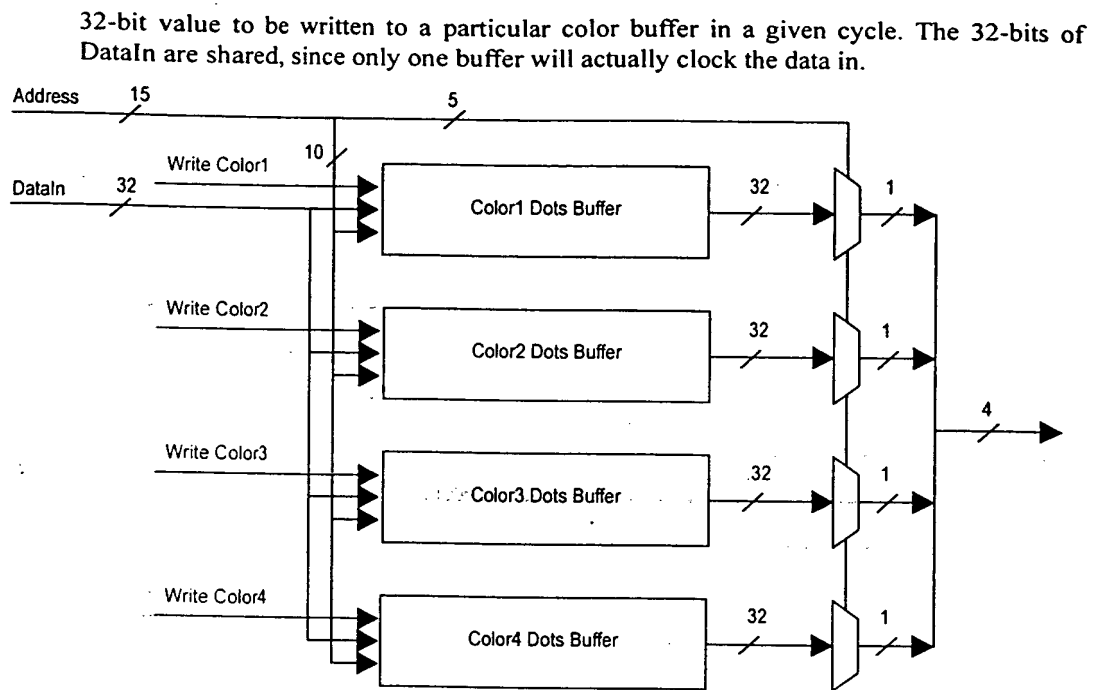 32-bit value to be written to a particular color buffer in a given cycle. The 32-bits of
DataIn are shared, since only one buffer will actually clock the data in.
Address
15
5
Write Color1
10
DataIn
32
Color1 Dots Buffer
32
1
Write Color2
Color2 Dots Buffer
32
1
4
Write Color3
Color3 Dots Buffer
32
1
Write Color4
Color4 Dots Buffer
32
1